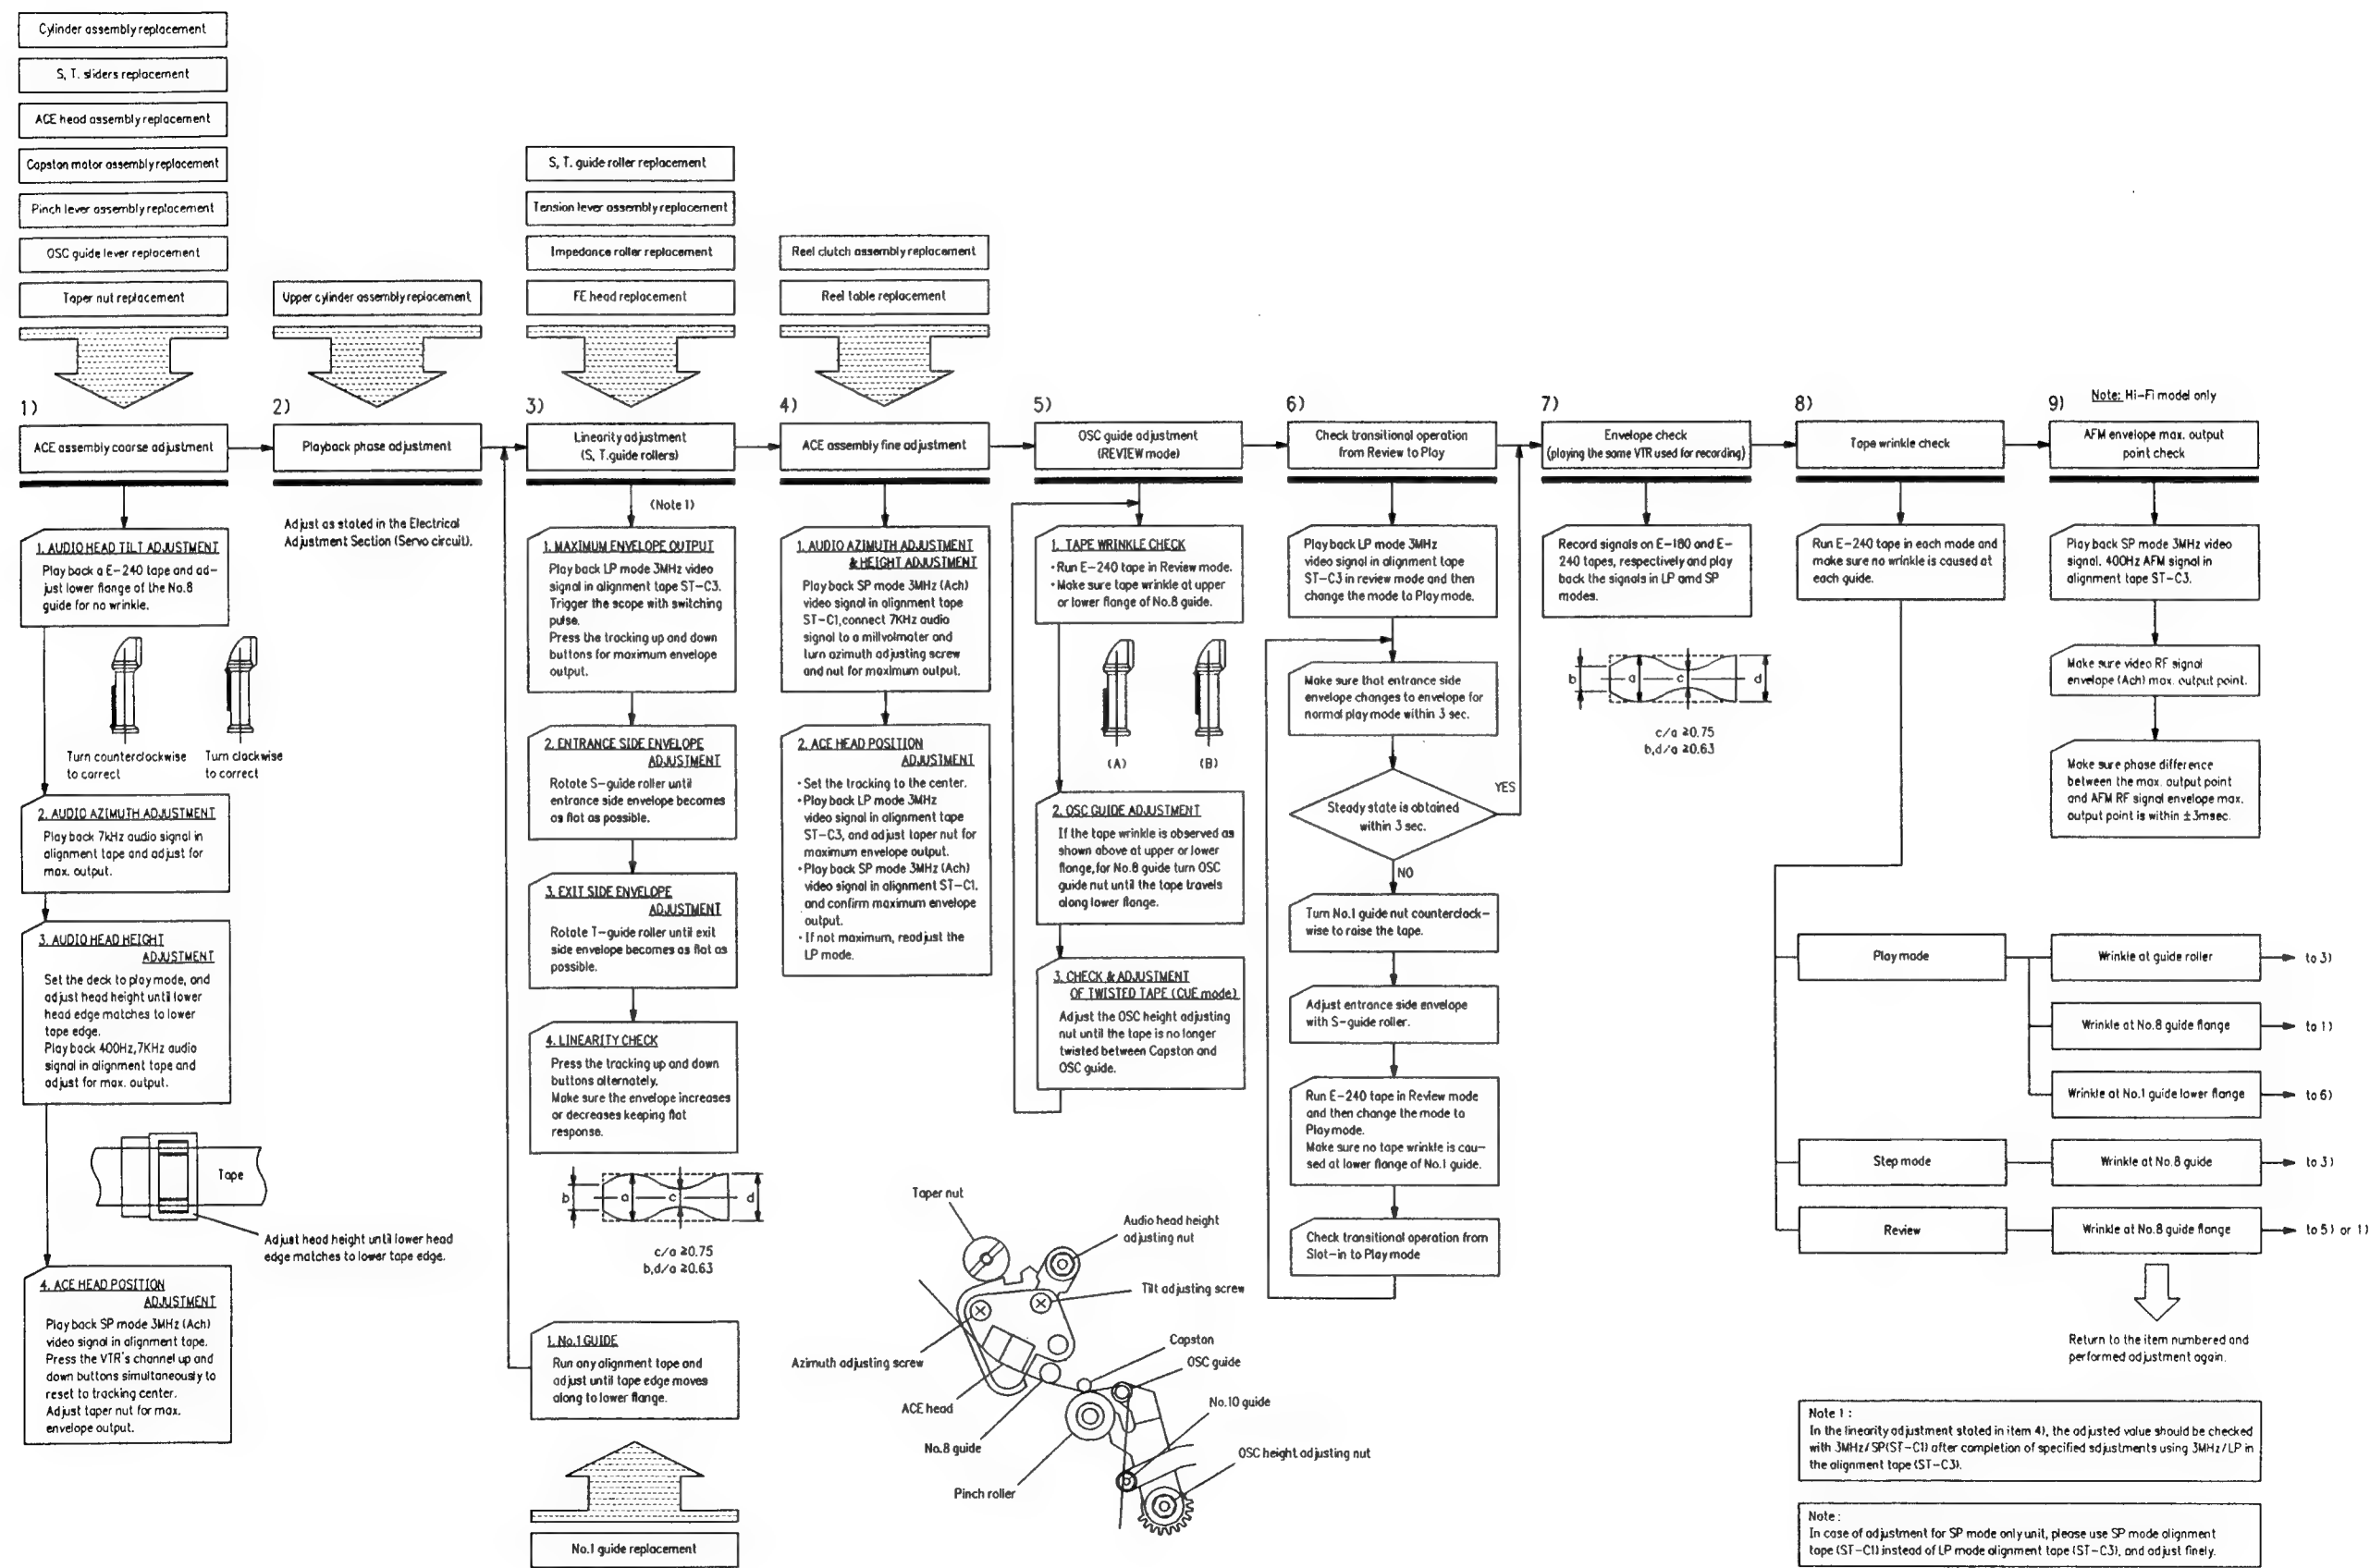 Cylinder assembly replacement
S, T. sliders replacement
ACE head assembly replacement
Capstan motor assembly replacement
Pinch lever assembly replacement
OSC guide lever replacement
Taper nut replacement
Upper cylinder assembly replacement
S, T. guide roller replacement
Tension lever assembly replacement
Impedance roller replacement
FE head replacement
Reel clutch assembly replacement
Reel table replacement
1)
ACE assembly coarse adjustment
1. AUDIO HEAD TILT ADJUSTMENT
Play back a E-240 tape and ad-
just lower flange of the No.8
guide for no wrinkle.
Turn counterclockwise
to correct
Turn clockwise
to correct
2. AUDIO AZIMUTH ADJUSTMENT
Play back 7kHz audio signal in
alignment tape and adjust for
max. output.
3. AUDIO HEAD HEIGHT
ADJUSTMENT
Set the deck to play mode, and
adjust head height until lower
head edge matches to lower
tape edge.
Play back 400Hz,7KHz audio
signal in alignment tape and
adjust for max. output.
Tape
Adjust head height until lower head
edge matches to lower tape edge.
4. ACE HEAD POSITION
ADJUSTMENT
Play back SP mode 3MHz (Ach)
video signal in alignment tape.
Press the VTR's channel up and
down buttons simultaneously to
reset to tracking center.
Adjust taper nut for max.
envelope output.
2)
Playback phase adjustment
Adjust as stated in the Electrical
Adjustment Section (Servo circuit).
3)
Linearity adjustment
(S, T.guide rollers)
(Note 1)
1. MAXIMUM ENVELOPE OUTPUT
Play back LP mode 3MHz video
signal in alignment tape ST-C3.
Trigger the scope with switching
pulse.
Press the tracking up and down
buttons for maximum envelope
output.
2. ENTRANCE SIDE ENVELOPE
ADJUSTMENT
Rotate S-guide roller until
entrance side envelope becomes
as flat as possible.
3. EXIT SIDE ENVELOPE
ADJUSTMENT
Rotate T-guide roller until exit
side envelope becomes as flat as
possible.
4. LINEARITY CHECK
Press the tracking up and down
buttons alternately.
Make sure the envelope increases
or decreases keeping flat
response.
b a c d
c/a ≥0.75
b,d/a ≥0.63
1. No.1 GUIDE
Run any alignment tape and
adjust until tape edge moves
along to lower flange.
No.1 guide replacement
4)
ACE assembly fine adjustment
1. AUDIO AZIMUTH ADJUSTMENT
& HEIGHT ADJUSTMENT
Play back SP mode 3MHz (Ach)
video signal in alignment tape
ST-C1,connect 7KHz audio
signal to a millvolmater and
turn azimuth adjusting screw
and nut for maximum output.
2. ACE HEAD POSITION
ADJUSTMENT
• Set the tracking to the center.
• Play back LP mode 3MHz
video signal in alignment tape
ST-C3, and adjust taper nut for
maximum envelope output.
• Play back SP mode 3MHz (Ach)
video signal in alignment ST-C1.
and confirm maximum envelope
output.
• If not maximum, readjust the
LP mode.
5)
OSC guide adjustment
(REVIEW mode)
1. TAPE WRINKLE CHECK
• Run E-240 tape in Review mode.
• Make sure tape wrinkle at upper
or lower flange of No.8 guide.
(A) (B)
2. OSC GUIDE ADJUSTMENT
If the tape wrinkle is observed as
shown above at upper or lower
flange,for No.8 guide turn OSC
guide nut until the tape travels
along lower flange.
3. CHECK & ADJUSTMENT
OF TWISTED TAPE (CUE mode)
Adjust the OSC height adjusting
nut until the tape is no longer
twisted between Capstan and
OSC guide.
Taper nut
Audio head height
adjusting nut
Tilt adjusting screw
Azimuth adjusting screw
Capstan
OSC guide
ACE head
No.10 guide
No.8 guide
OSC height adjusting nut
Pinch roller
6)
Check transitional operation
from Review to Play
Play back LP mode 3MHz
video signal in alignment tape
ST-C3 in review mode and then
change the mode to Play mode.
Make sure that entrance side
envelope changes to envelope for
normal play mode within 3 sec.
Steady state is obtained
within 3 sec.
YES
NO
Turn No.1 guide nut counterclock-
wise to raise the tape.
Adjust entrance side envelope
with S-guide roller.
Run E-240 tape in Review mode
and then change the mode to
Play mode.
Make sure no tape wrinkle is cau-
sed at lower flange of No.1 guide.
Check transitional operation from
Slot-in to Play mode
7)
Envelope check
(playing the same VTR used for recording)
Record signals on E-180 and E-
240 tapes, respectively and play
back the signals in LP amd SP
modes.
b a c d
c/a ≥0.75
b,d/a ≥0.63
8)
Tape wrinkle check
Run E-240 tape in each mode and
make sure no wrinkle is caused at
each guide.
Note: Hi-Fi model only
9)
AFM envelope max. output
point check
Play back SP mode 3MHz video
signal, 400Hz AFM signal in
alignment tape ST-C3.
Make sure video RF signal
envelope (Ach) max. output point.
Make sure phase difference
between the max. output point
and AFM RF signal envelope max.
output point is within ±3msec.
Play mode
Wrinkle at guide roller
to 3)
Wrinkle at No.8 guide flange
to 1)
Wrinkle at No.1 guide lower flange
to 6)
Step mode
Wrinkle at No.8 guide
to 3)
Review
Wrinkle at No.8 guide flange
to 5) or 1)
Return to the item numbered and
performed adjustment again.
Note 1 :
In the linearity adjustment stated in item 4), the adjusted value should be checked
with 3MHz/SP(ST-C1) after completion of specified sdjustments using 3MHz/LP in
the alignment tape (ST-C3).
Note :
In case of adjustment for SP mode only unit, please use SP mode alignment
tape (ST-C1) instead of LP mode alignment tape (ST-C3), and adjust finely.